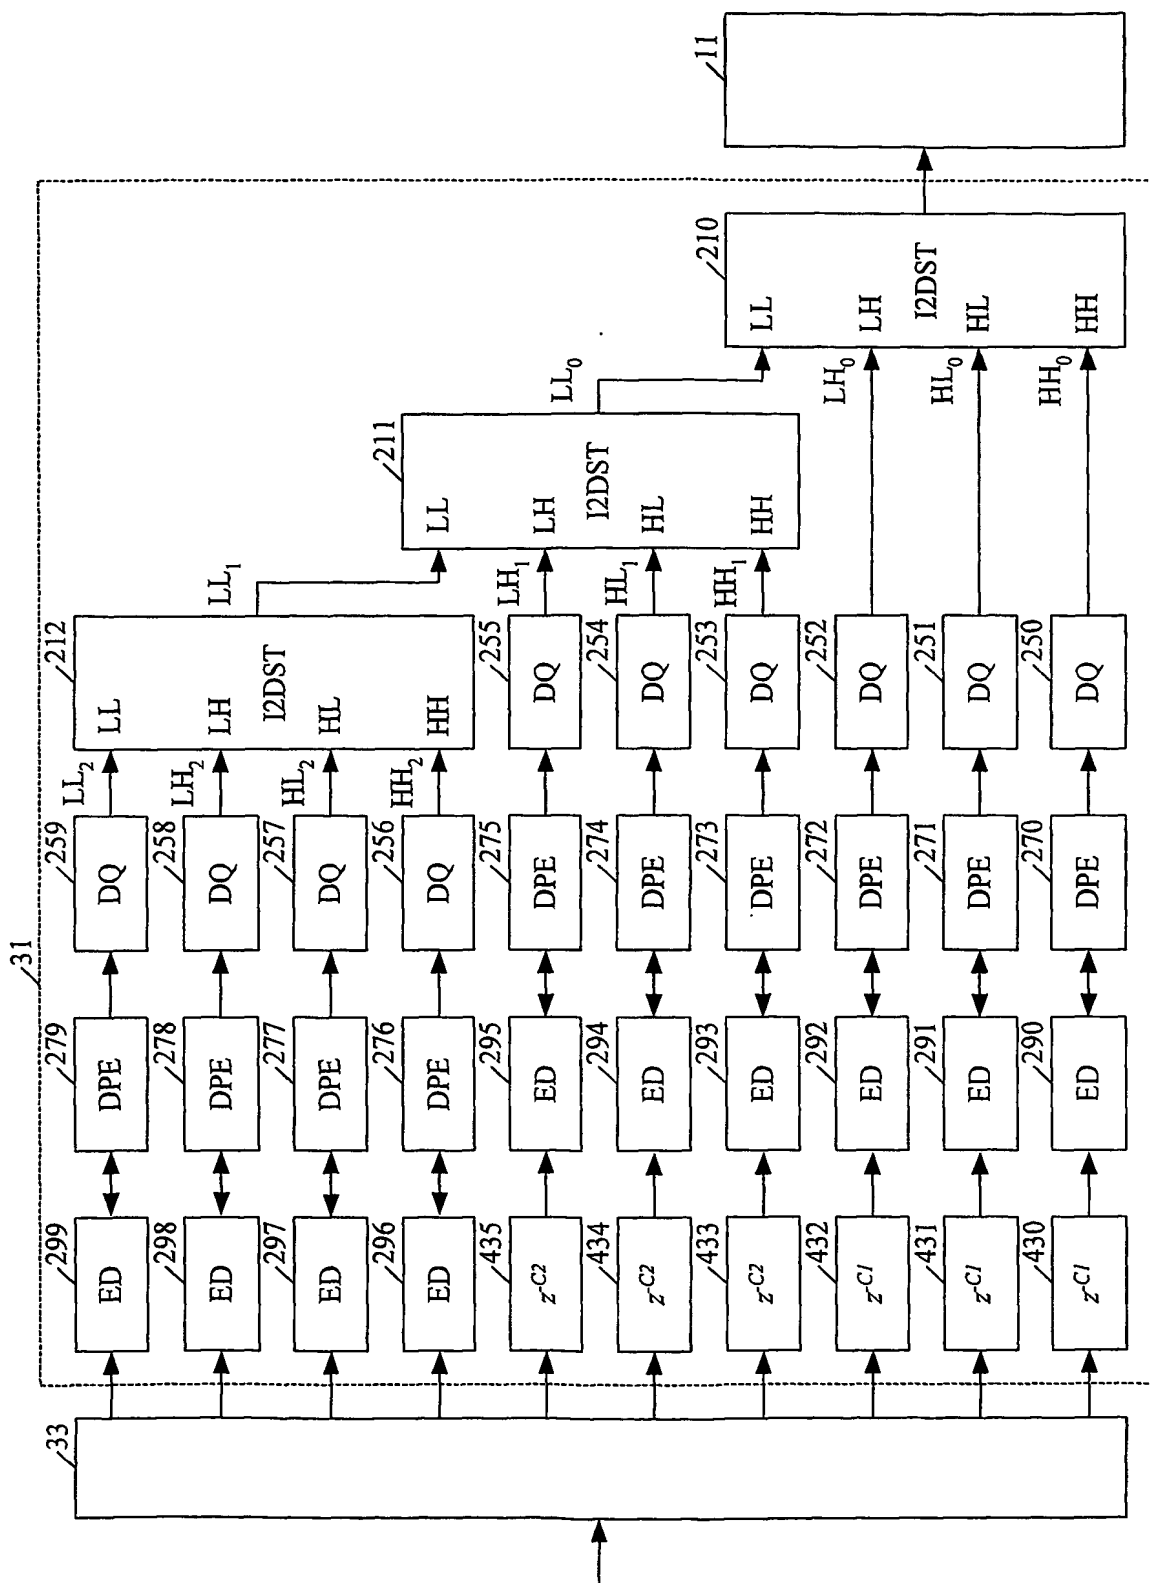 31
33
299
ED
279
DPE
259
DQ
LL2
298
ED
278
DPE
258
DQ
LH2
297
ED
277
DPE
257
DQ
HL2
296
ED
276
DPE
256
DQ
HH2
212
LL
LH
HL
HH
I2DST
LL1
435
z-C2
295
ED
275
DPE
255
DQ
LH1
434
z-C2
294
ED
274
DPE
254
DQ
HL1
433
z-C2
293
ED
273
DPE
253
DQ
HH1
211
LL
LH
HL
HH
I2DST
LL0
432
z-C1
292
ED
272
DPE
252
DQ
LH0
431
z-C1
291
ED
271
DPE
251
DQ
HL0
430
z-C1
290
ED
270
DPE
250
DQ
HH0
210
LL
LH
HL
HH
I2DST
11